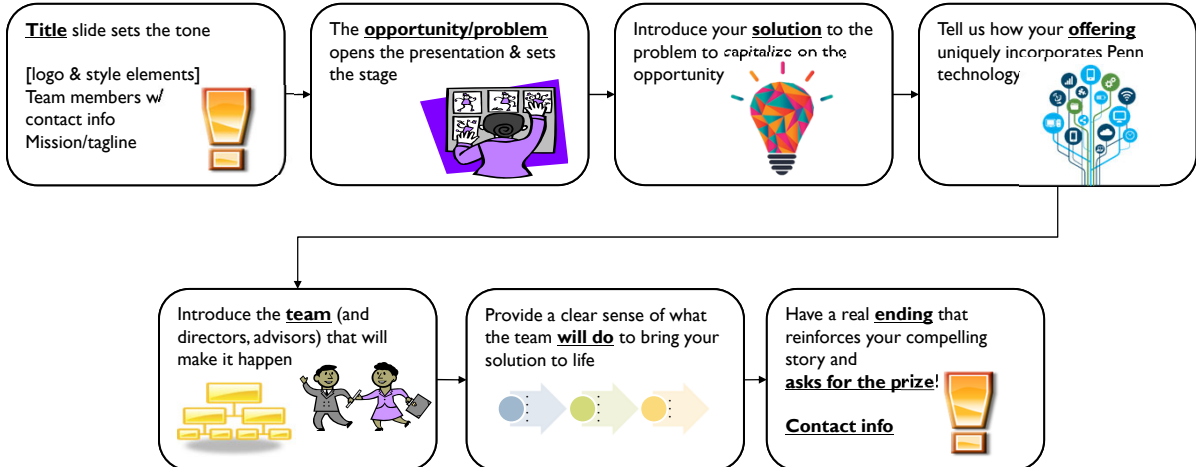 Title slide sets the tone
[logo & style elements]
Team members w/
contact info
Mission/tagline
The opportunity/problem
opens the presentation & sets
the stage
Introduce your solution to the
problem to capitalize on the
opportunity
Tell us how your offering
uniquely incorporates Penn
technology
Introduce the team (and
directors, advisors) that will
make it happen
Provide a clear sense of what
the team will do to bring your
solution to life
Have a real ending that
reinforces your compelling
story and
asks for the prize!
Contact info